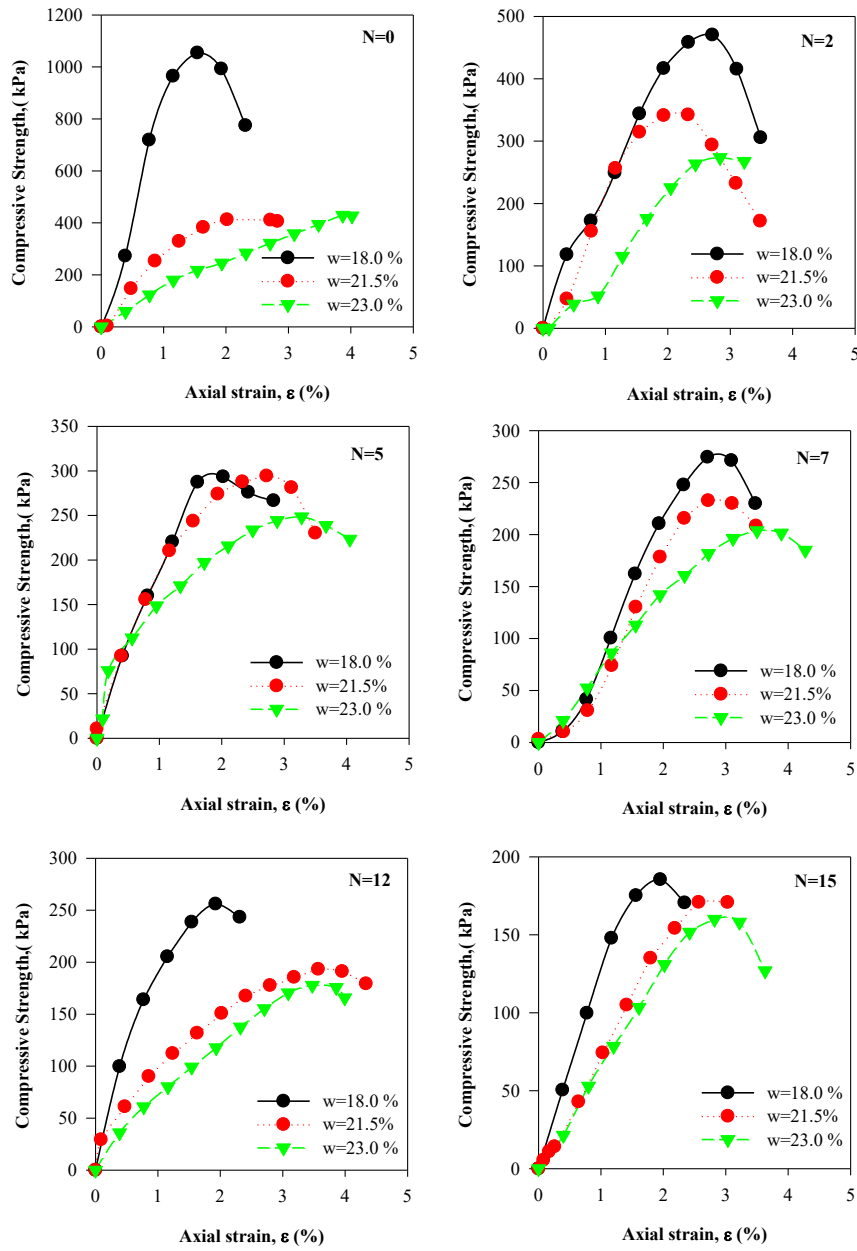 N=0
Compressive Strength,( kPa)
1200
1000
800
600
400
200
0
w=18.0 %
w=21.5%
w=23.0 %
0 1 2 3 4 5
Axial strain, ε (%)
N=2
Compressive Strength,( kPa)
500
400
300
200
100
0
w=18.0 %
w=21.5%
w=23.0 %
0 1 2 3 4 5
Axial strain, ε (%)
N=5
Compressive Strength,( kPa)
350
300
250
200
150
100
50
0
w=18.0 %
w=21.5%
w=23.0 %
0 1 2 3 4 5
Axial strain, ε (%)
N=7
Compressive Strength,( kPa)
300
250
200
150
100
50
0
w=18.0 %
w=21.5%
w=23.0 %
0 1 2 3 4 5
Axial strain, ε (%)
N=12
Compressive Strength,( kPa)
300
250
200
150
100
50
0
w=18.0 %
w=21.5%
w=23.0 %
0 1 2 3 4 5
Axial strain, ε (%)
N=15
Compressive Strength,( kPa)
200
150
100
50
0
w=18.0 %
w=21.5%
w=23.0 %
0 1 2 3 4 5
Axial strain, ε (%)